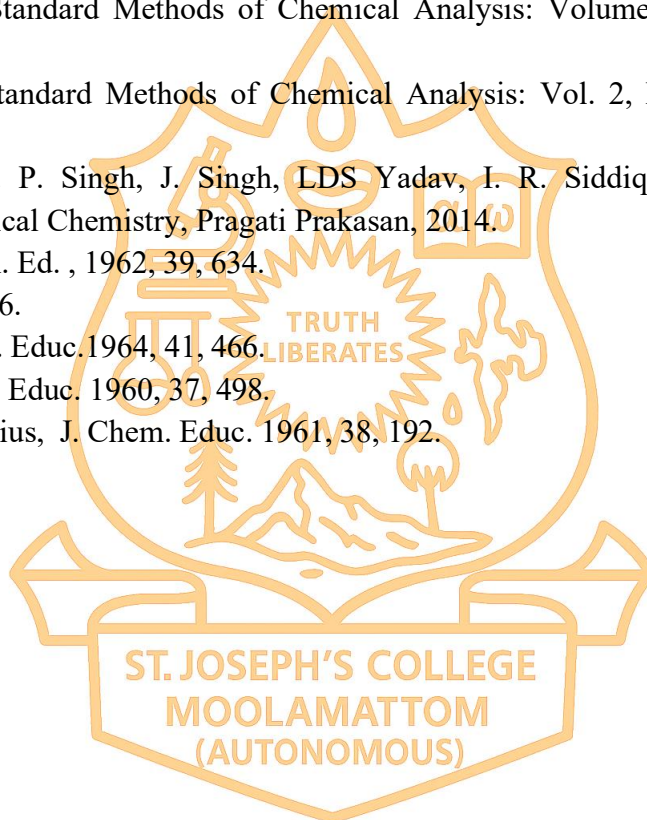 Standard Methods of Chemical Analysis: Volume
tandard Methods of Chemical Analysis: Vol. 2,
P. Singh, J. Singh, LDS Yadav, I. R. Siddiq
ical Chemistry, Pragati Prakasan, 2014.
. Ed. , 1962, 39, 634.
6.
. Educ.1964, 41, 466.
Educ. 1960, 37, 498.
ius, J. Chem. Educ. 1961, 38, 192.
α ω
TRUTH
LIBERATES
ST. JOSEPH'S COLLEGE
MOOLAMATTOM
(AUTONOMOUS)